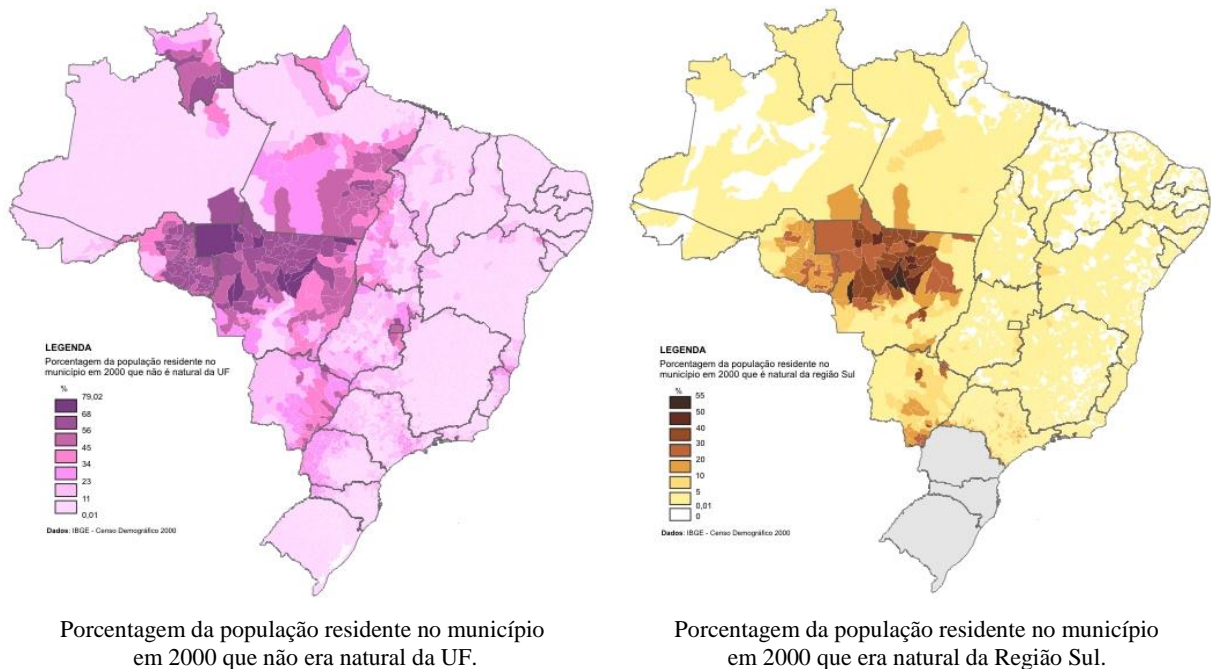 LEGENDA
Porcentagem da população residente no
município em 2000 que não é natural da UF
%
79,02
68
56
45
34
23
11
0,01
Dados: IBGE - Censo Demográfico 2000
LEGENDA
Porcentagem da população residente no
município em 2000 que é natural da região Sul
%
55
50
40
30
20
10
5
0,01
0
Dados: IBGE - Censo Demográfico 2000
Porcentagem da população residente no município
em 2000 que não era natural da UF.
Porcentagem da população residente no município
em 2000 que era natural da Região Sul.